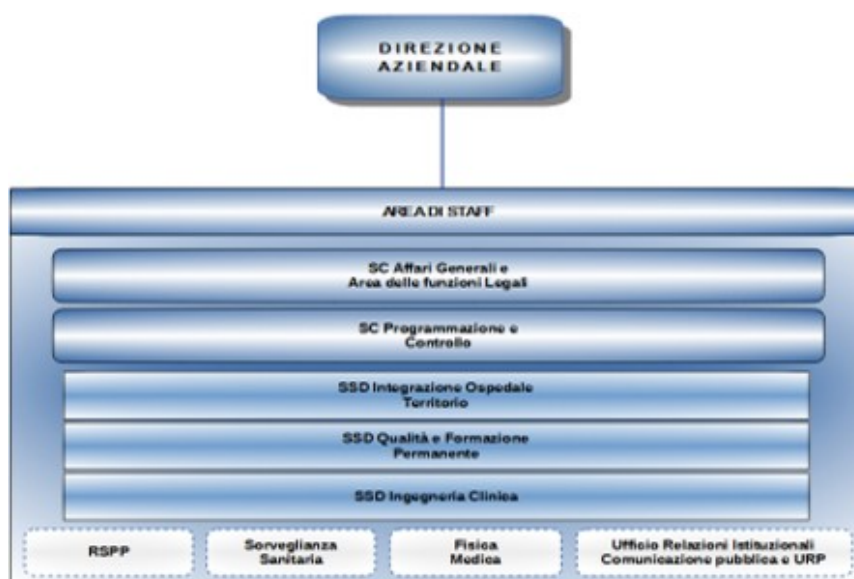 DIREZIONE
AZIENDALE
AREA DI STAFF
SC Affari Generali e
Area delle funzioni Legali
SC Programmazione e
Controllo
SSD Integrazione Ospedale
Territorio
SSD Qualità e Formazione
Permanente
SSD Ingegneria Clinica
RSPP
Sorveglianza
Sanitaria
Fisica
Medica
Ufficio Relazioni Istituzionali
Comunicazione pubblica e URP